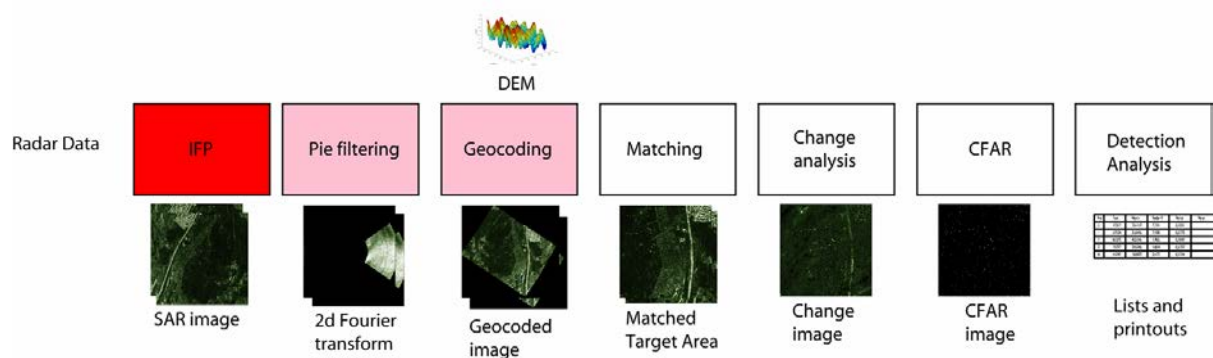 DEM
Radar Data
IFP
Pie filtering
Geocoding
Matching
Change
analysis
CFAR
Detection
Analysis
SAR image
2d Fourier
transform
Geocoded
image
Matched
Target Area
Change
image
CFAR
image
Lists and
printouts